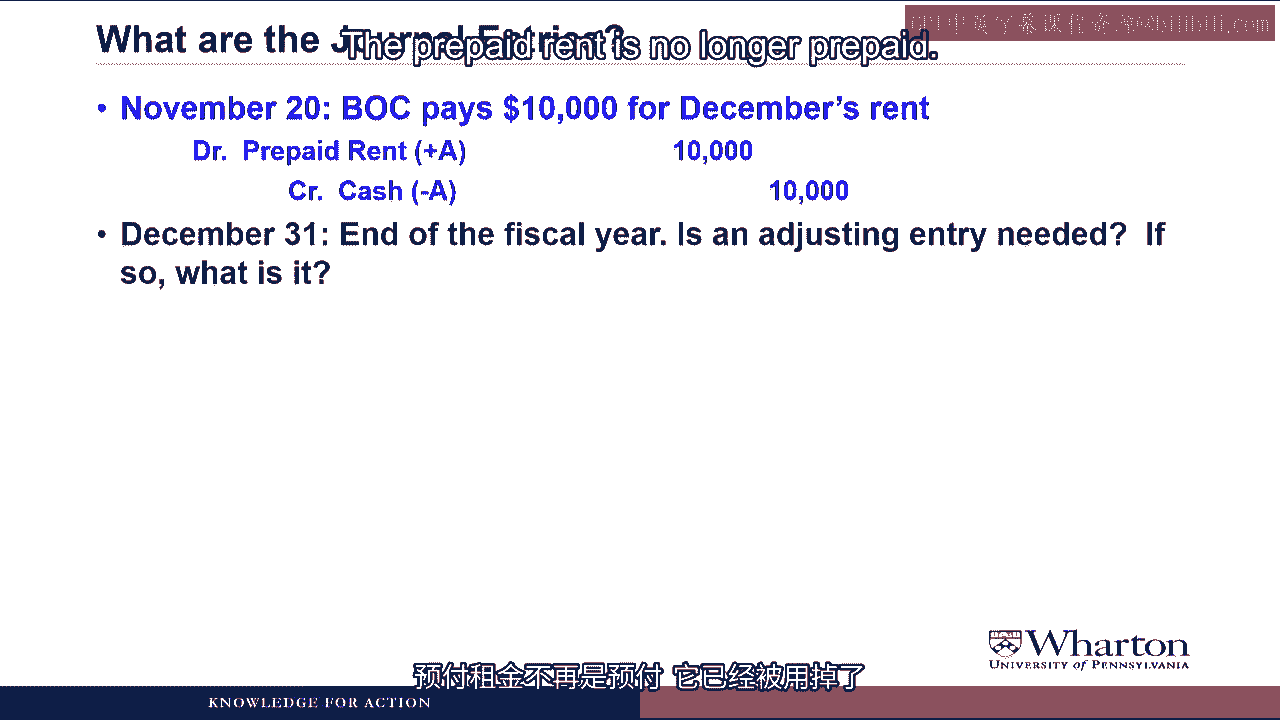 What are the Journal Entries?
The prepaid rent is no longer prepaid.
• November 20: BOC pays $10,000 for December's rent
Dr. Prepaid Rent (+A) 10,000
Cr. Cash (-A) 10,000
• December 31: End of the fiscal year. Is an adjusting entry needed? If
so, what is it?
Wharton
UNIVERSITY of PENNSYLVANIA
预付租金不再是预付 它已经被用掉了
KNOWLEDGE FOR ACTION